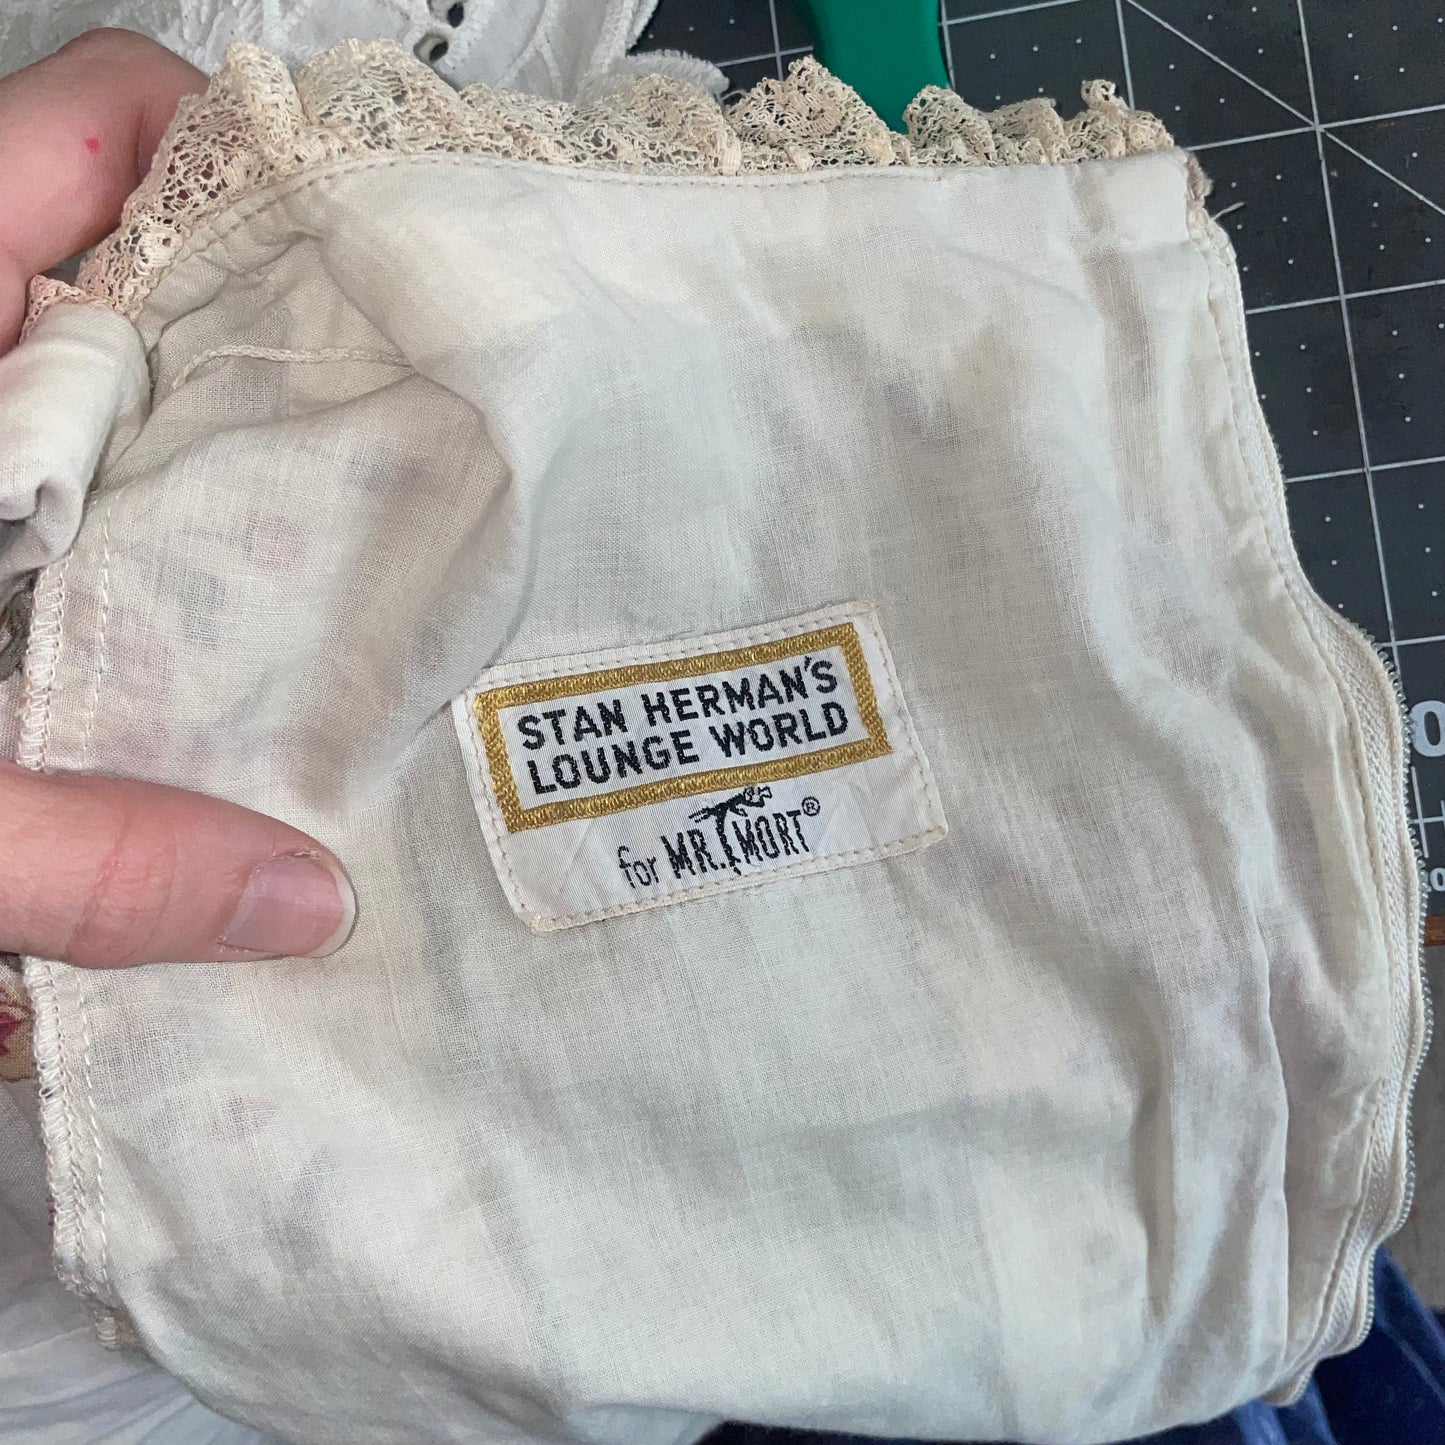 STAN HERMAN'S
LOUNGE WORLD
for MR. MORT®